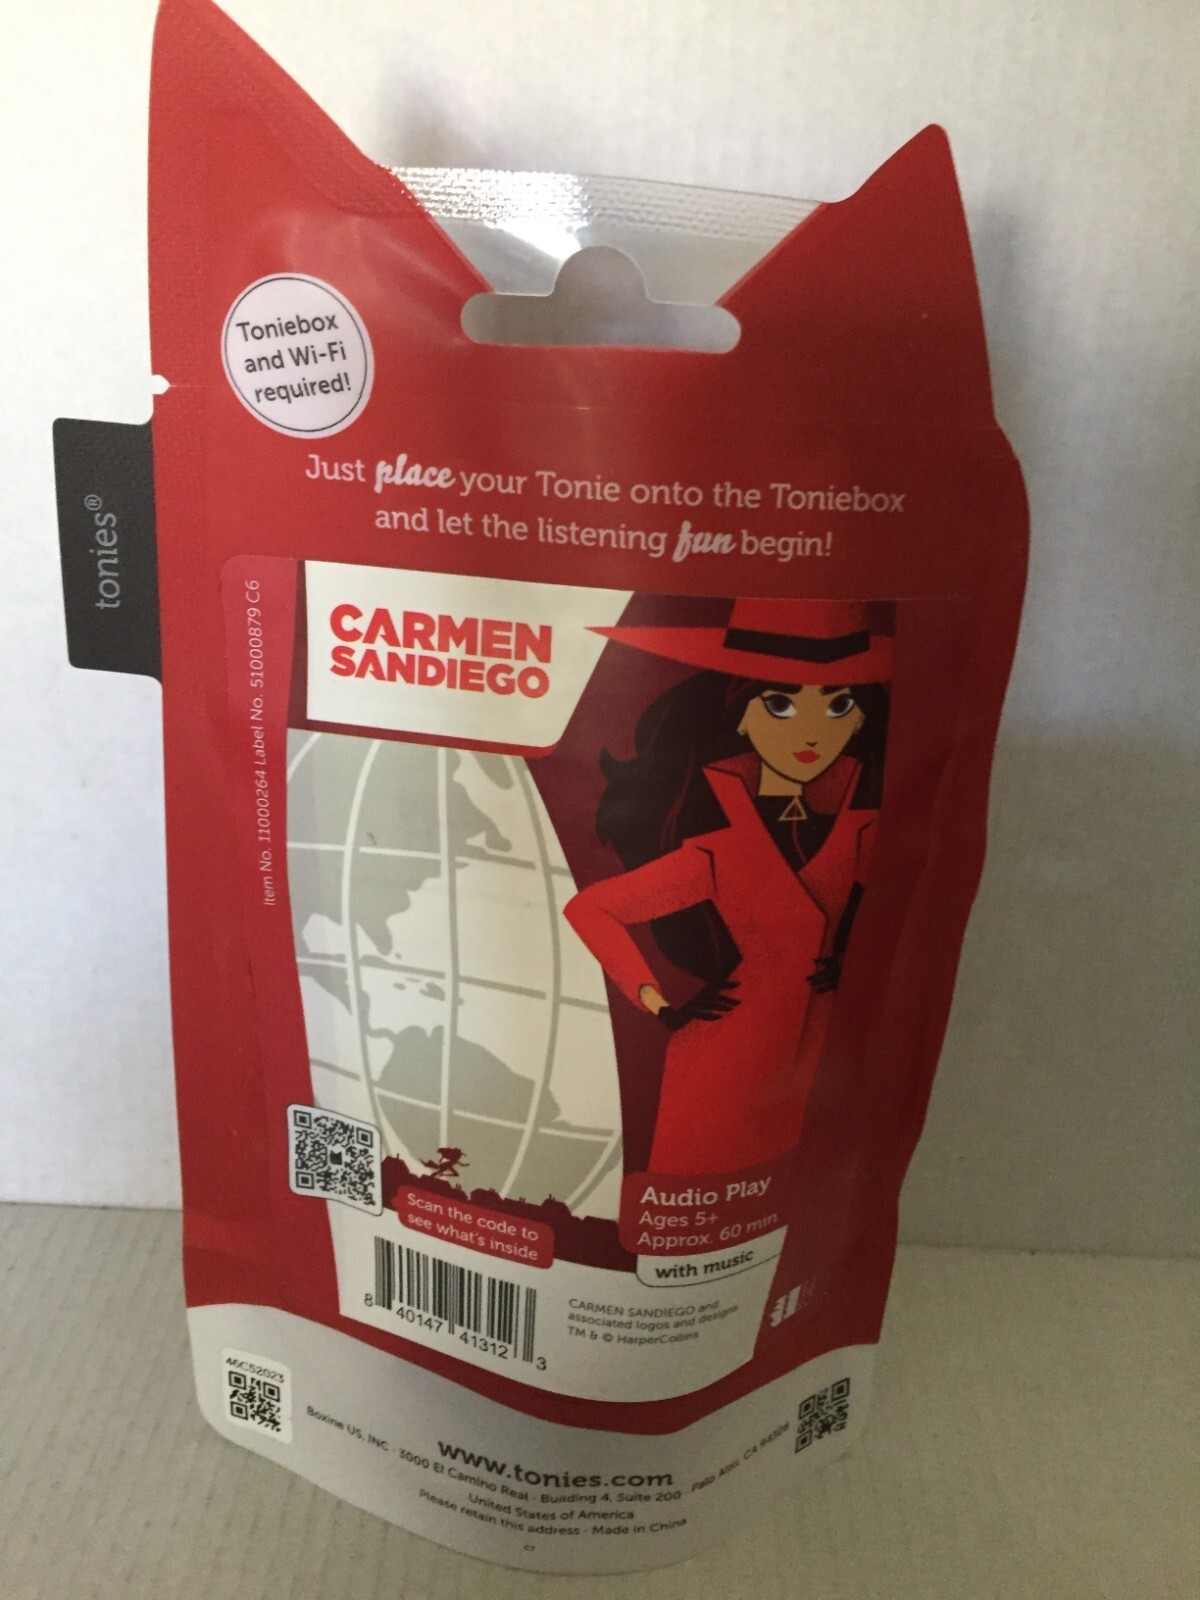 Toniebox
and Wi-Fi
required!
Just place your Tonie onto the Toniebox
and let the listening fun begin!
tonies®
Item No. 11000264 Label No. 51000879 C6
CARMEN
SANDIEGO
Scan the code to
see what's inside
Audio Play
Ages 5+
Approx. 60 min.
with music
8 40147 41312 3
CARMEN SANDIEGO and
associated logos and designs
TM & © HarperCollins
46C52023
www.tonies.com
Boxine US, INC · 3000 El Camino Real · Building 4, Suite 200 · Palo Alto, CA 94306
United States of America
Please retain this address · Made in China